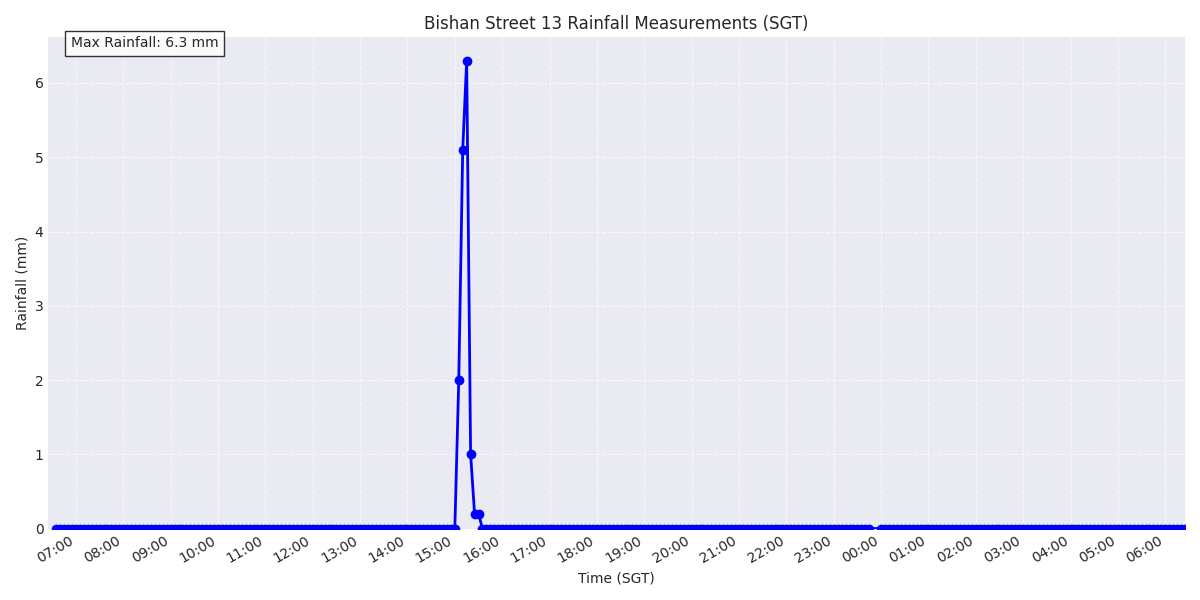 Bishan Street 13 Rainfall Measurements (SGT)
Max Rainfall: 6.3 mm
Rainfall (mm)
6
5
4
3
2
1
0
07:00 08:00 09:00 10:00 11:00 12:00 13:00 14:00 15:00 16:00 17:00 18:00 19:00 20:00 21:00 22:00 23:00 00:00 01:00 02:00 03:00 04:00 05:00 06:00
Time (SGT)